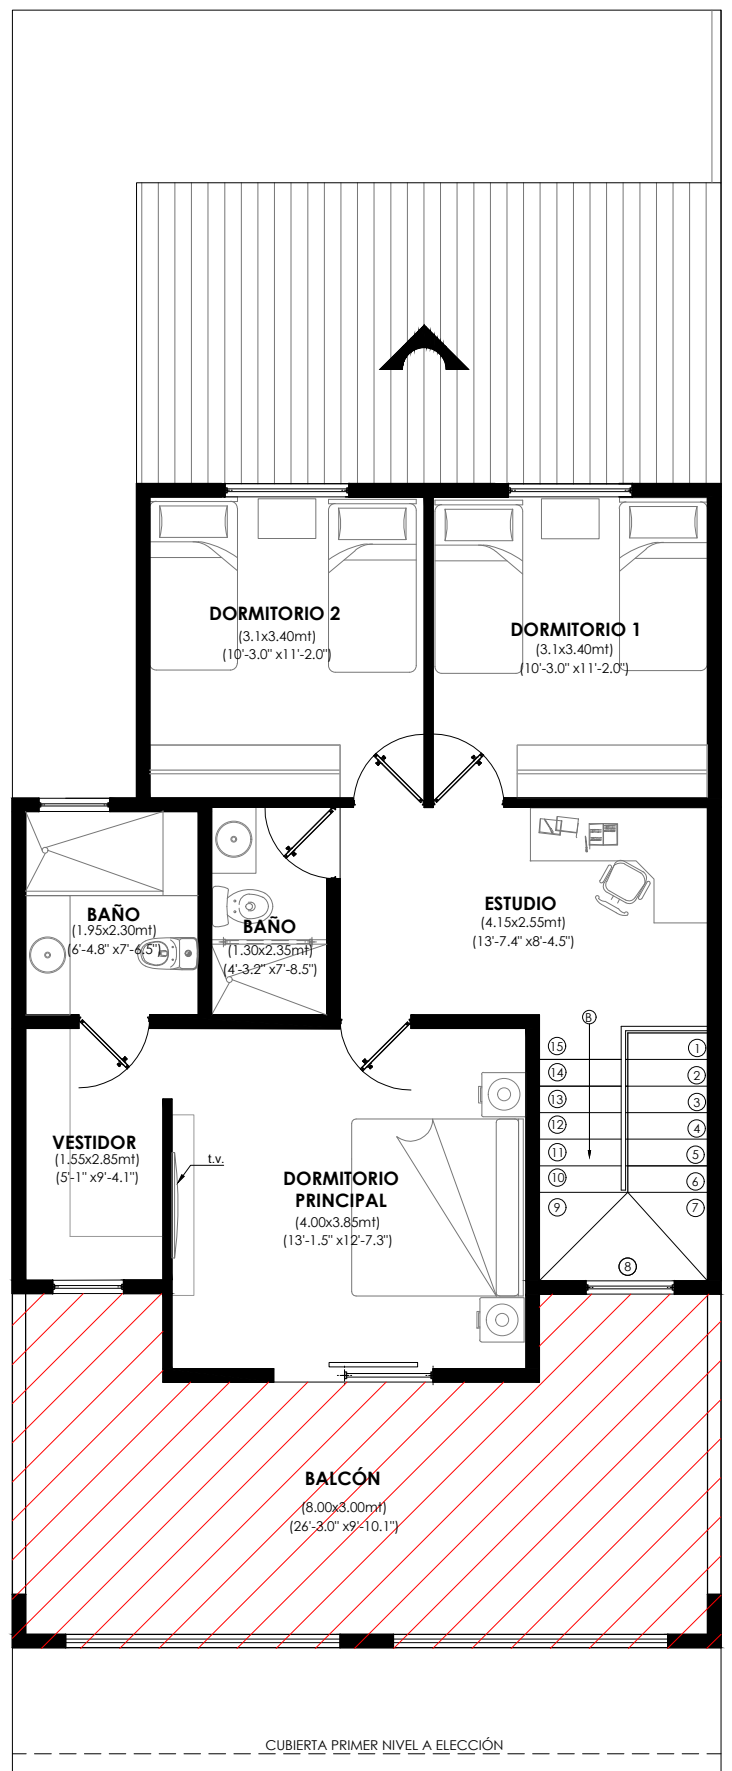 DORMITORIO 2
(3.1x3.40mt)
(10'-3.0" x11'-2.0")
DORMITORIO 1
(3.1x3.40mt)
(10'-3.0" x11'-2.0")
BAÑO
(1.95x2.30mt)
(6'-4.8" x7'-6.5")
BAÑO
(1.30x2.35mt)
(4'-3.2" x7'-8.5")
ESTUDIO
(4.15x2.55mt)
(13'-7.4" x8'-4.5")
B
15
14
13
12
11
10
9
8
1
2
3
4
5
6
7
VESTIDOR
(1.55x2.85mt)
(5'-1" x9'-4.1")
t.v.
DORMITORIO
PRINCIPAL
(4.00x3.85mt)
(13'-1.5" x12'-7.3")
BALCÓN
(8.00x3.00mt)
(26'-3.0" x9'-10.1")
CUBIERTA PRIMER NIVEL A ELECCIÓN